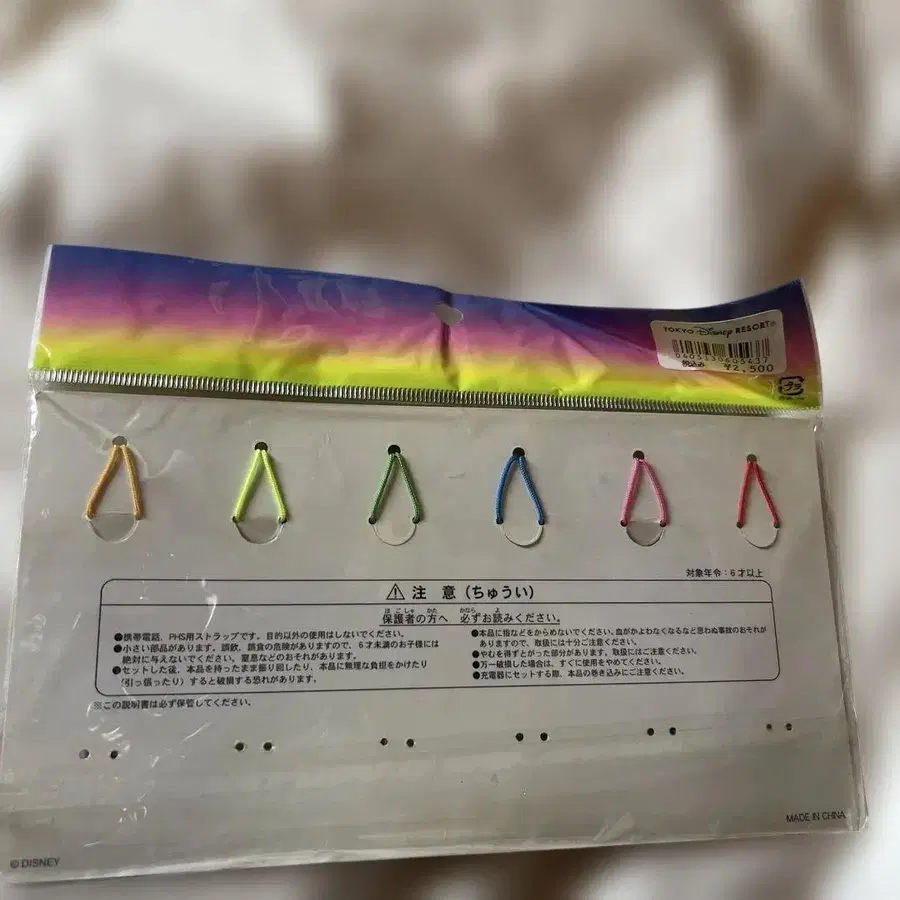 TOKYO Disney RESORT®
税込み ¥2,500
プラ
対象年令:6才以上
⚠ 注 意(ちゅうい)
保護者の方へ 必ずお読みください。
●携帯電話、PHS用ストラップです。目的以外の使用はしないでください。
●小さい部品があります。誤飲、誤食の危険がありますので、6才未満のお子様には
絶対に与えないでください。窒息などのおそれがあります。
●セットした後、本品を持ったまま振り回したり、本品に無理な負担をかけたり
(引っ張ったり)すると破損する恐れがあります。
●本品に指などをからめないでください。血がかよわなくなるなど思わぬ事故のおそれが
ありますので、取扱には十分ご注意ください。
●やむを得ずとがった部分があります。取扱にはご注意ください。
●万一破損した場合は、すぐに使用をやめてください。
●充電器にセットする際、本品の巻き込みにご注意ください。
※この説明書は必ず保管してください。
MADE IN CHINA
© DISNEY